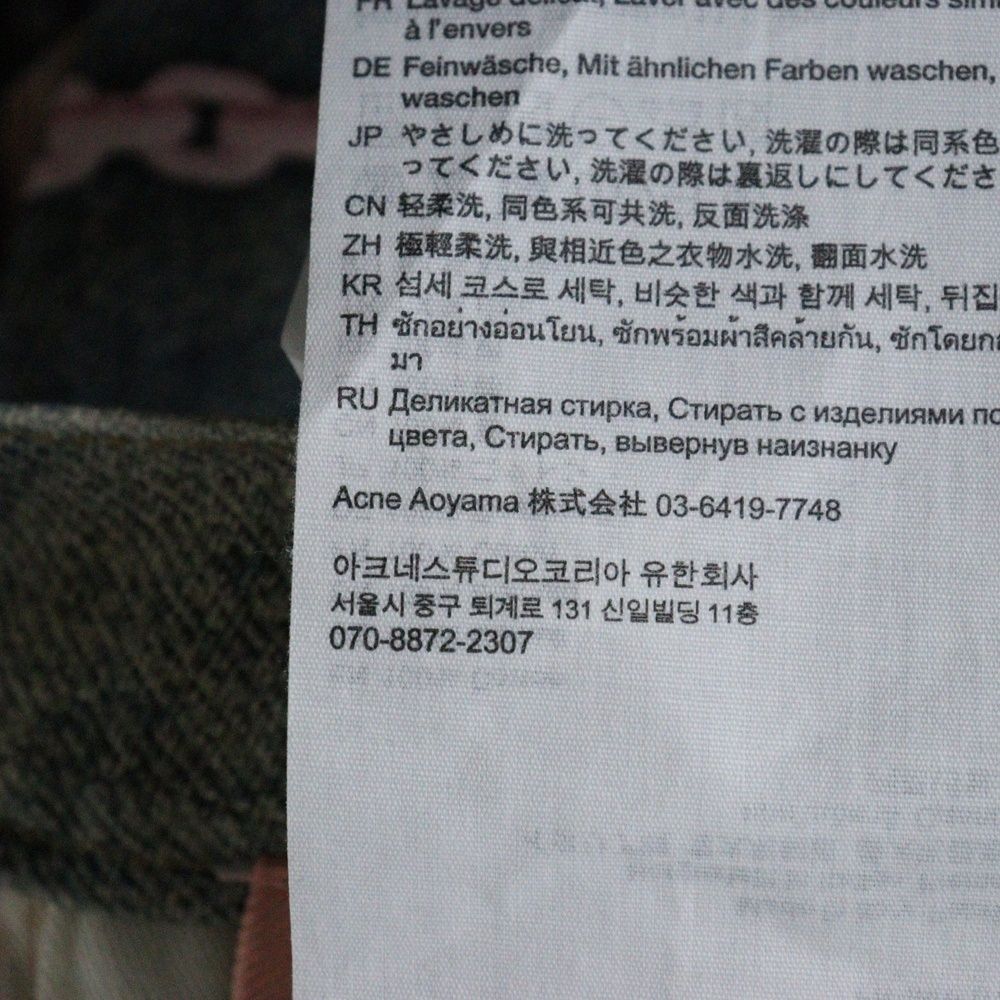 FR Lavage délicat, Laver avec des couleurs
à l'envers
DE Feinwäsche, Mit ähnlichen Farben waschen,
waschen
JP やさしめに洗ってください, 洗濯の際は同系色
ってください, 洗濯の際は裏返しにしてくださ
CN 轻柔洗, 同色系可共洗, 反面洗涤
ZH 極輕柔洗, 與相近色之衣物水洗, 翻面水洗
KR 섬세 코스로 세탁, 비슷한 색과 함께 세탁, 뒤집
TH ซักอย่างอ่อนโยน, ซักพร้อมผ้าสีคล้ายกัน, ซักโดยก
มา
RU Деликатная стирка, Стирать с изделиями по
цвета, Стирать, вывернув наизнанку
Acne Aoyama 株式会社 03-6419-7748
아크네스튜디오코리아 유한회사
서울시 중구 퇴계로 131 신일빌딩 11층
070-8872-2307